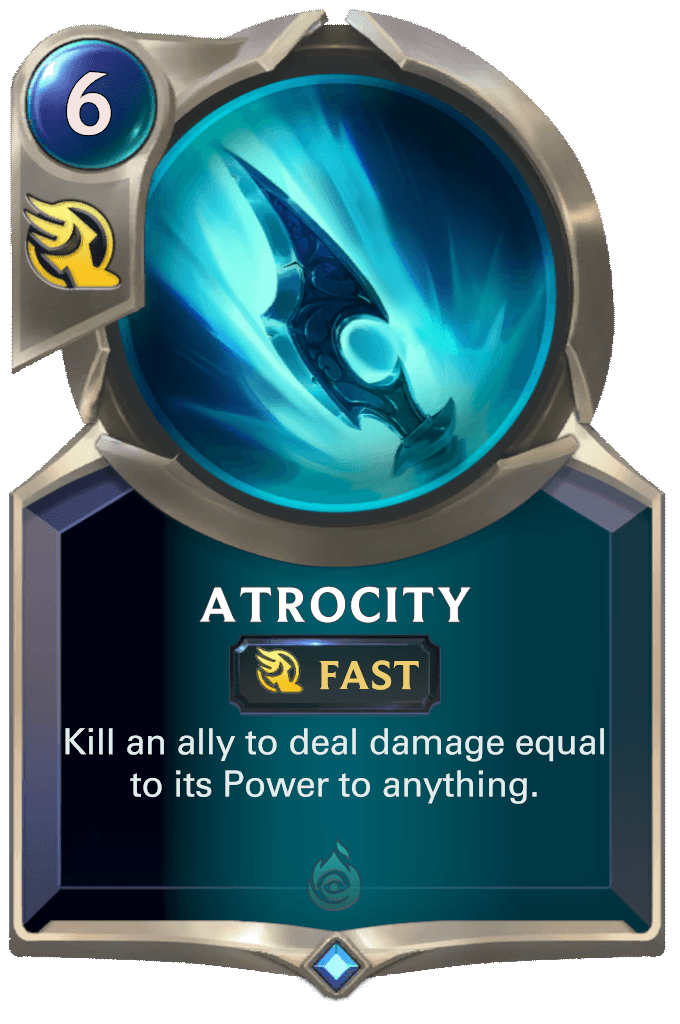 6
ATROCITY
FAST
Kill an ally to deal damage equal
to its Power to anything.